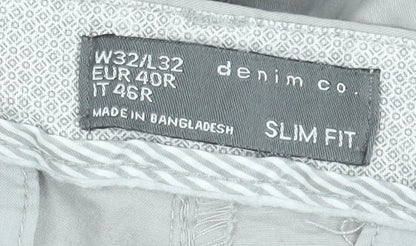 W32/L32
EUR 40R
IT 46R
MADE IN BANGLADESH
denim co.
SLIM FIT